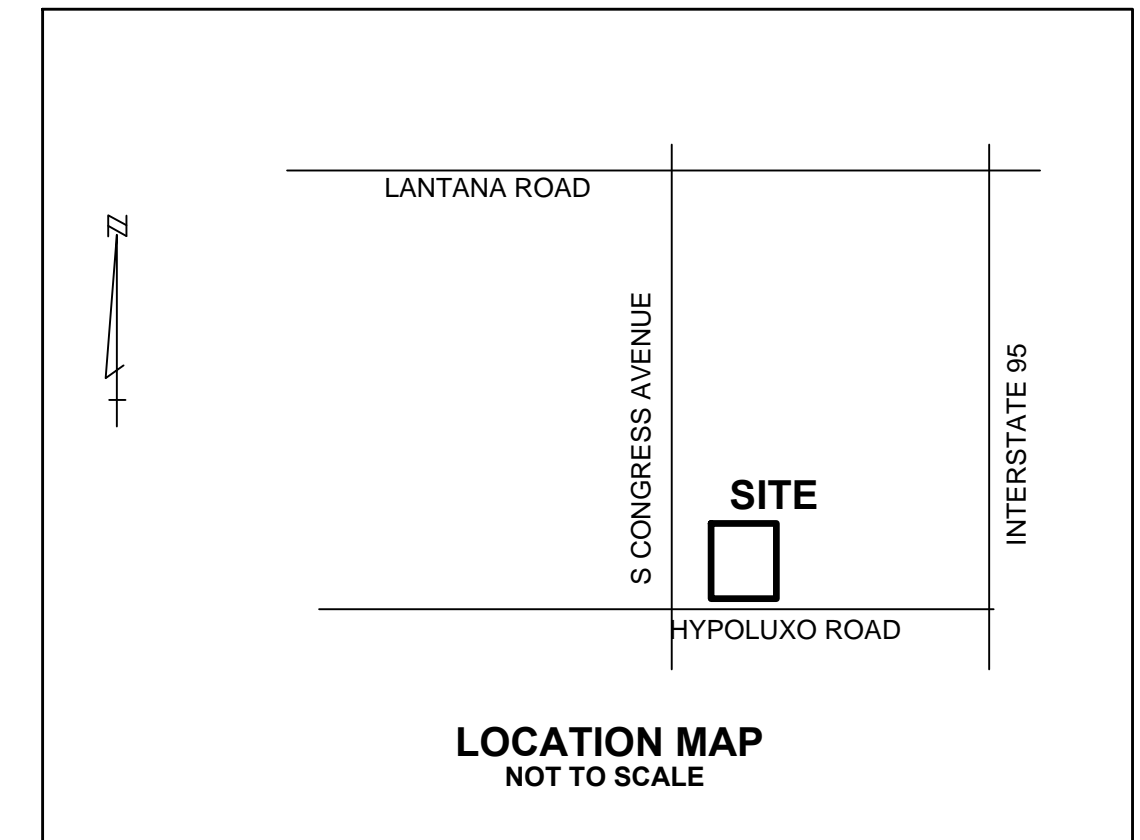 N
LANTANA ROAD
S CONGRESS AVENUE
INTERSTATE 95
SITE
HYPOLUXO ROAD
LOCATION MAP
NOT TO SCALE